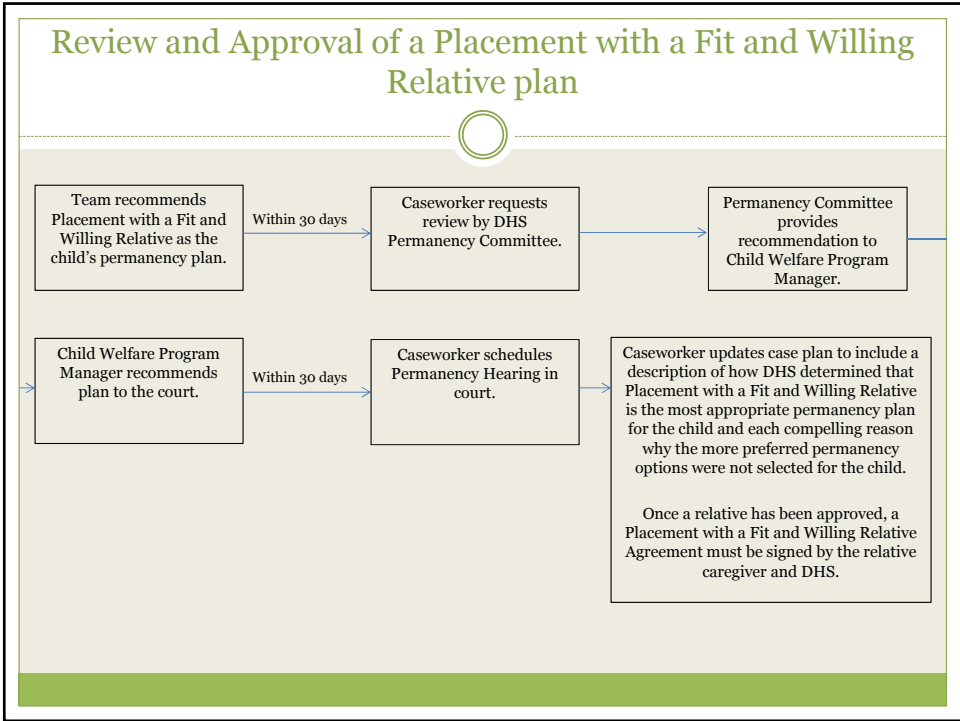 Review and Approval of a Placement with a Fit and Willing
Relative plan
Team recommends
Placement with a Fit and
Willing Relative as the
child’s permancy plan.
Within 30 days
Caseworker requests
review by DHS
Permanency Committee.
Permanency Committee
provides
recommendation to
Child Welfare Program
Manager.
Child Welfare Program
Manager recommends
plan to the court.
Within 30 days
Caseworker schedules
Permanency Hearing in
court.
Caseworker updates case plan to include a
description of how DHS determined that
Placement with a Fit and Willing Relative
is the most appropriate permanency plan
for the child and each compelling reason
why the more preferred permanency
options were not selected for the child.
Once a relative has been approved, a
Placement with a Fit and Willing Relative
Agreement must be signed by the relative
caregiver and DHS.